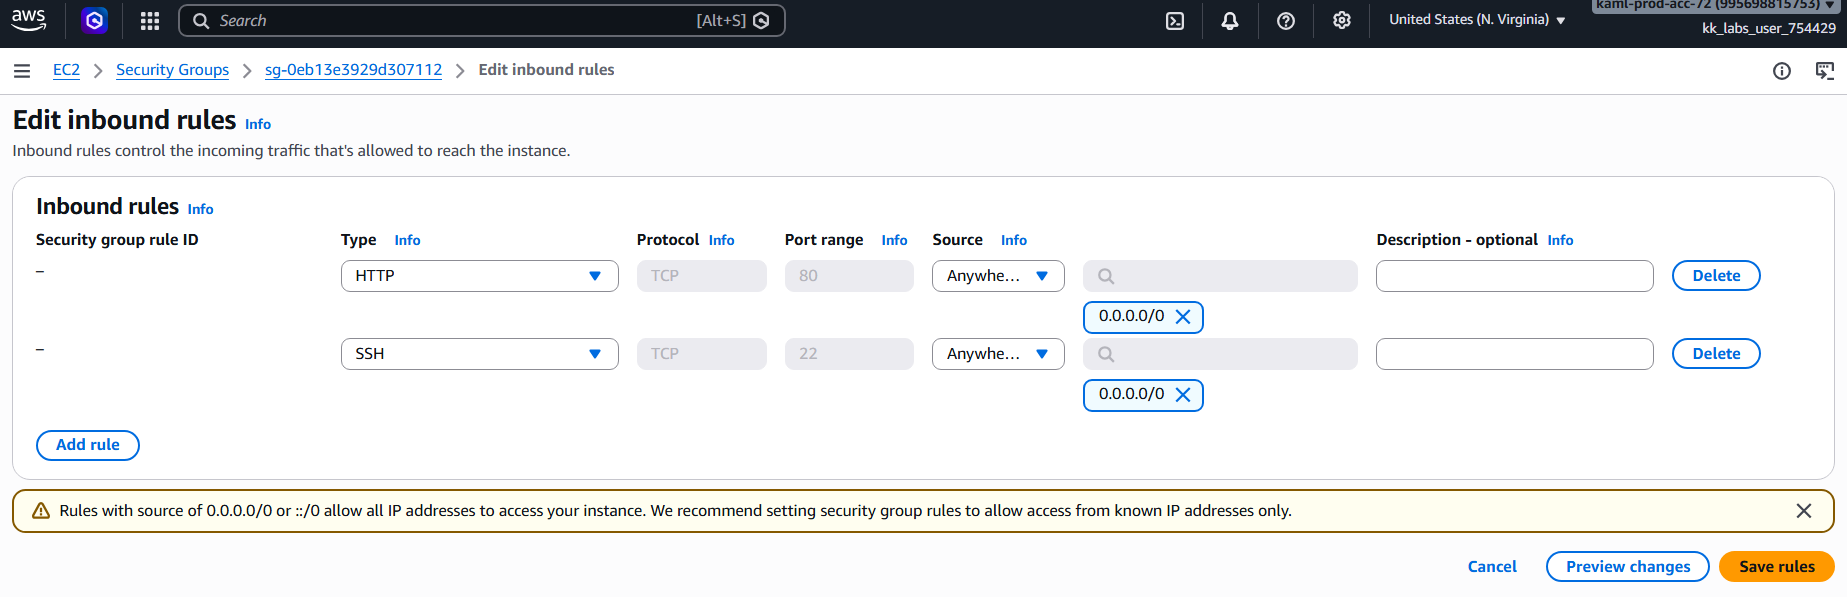 aws
Search [Alt+S]
United States (N. Virginia)
kaml-prod-acc-72 (995698815753)
kk_labs_user_754429
EC2 Security Groups sg-0eb13e3929d307112 Edit inbound rules
Edit inbound rules Info
Inbound rules control the incoming traffic that's allowed to reach the instance.
Inbound rules Info
Security group rule ID Type Info Protocol Info Port range Info Source Info Description - optional Info
– HTTP TCP 80 Anywhe... Delete
0.0.0.0/0
– SSH TCP 22 Anywhe... Delete
0.0.0.0/0
Add rule
Rules with source of 0.0.0.0/0 or ::/0 allow all IP addresses to access your instance. We recommend setting security group rules to allow access from known IP addresses only.
Cancel Preview changes Save rules